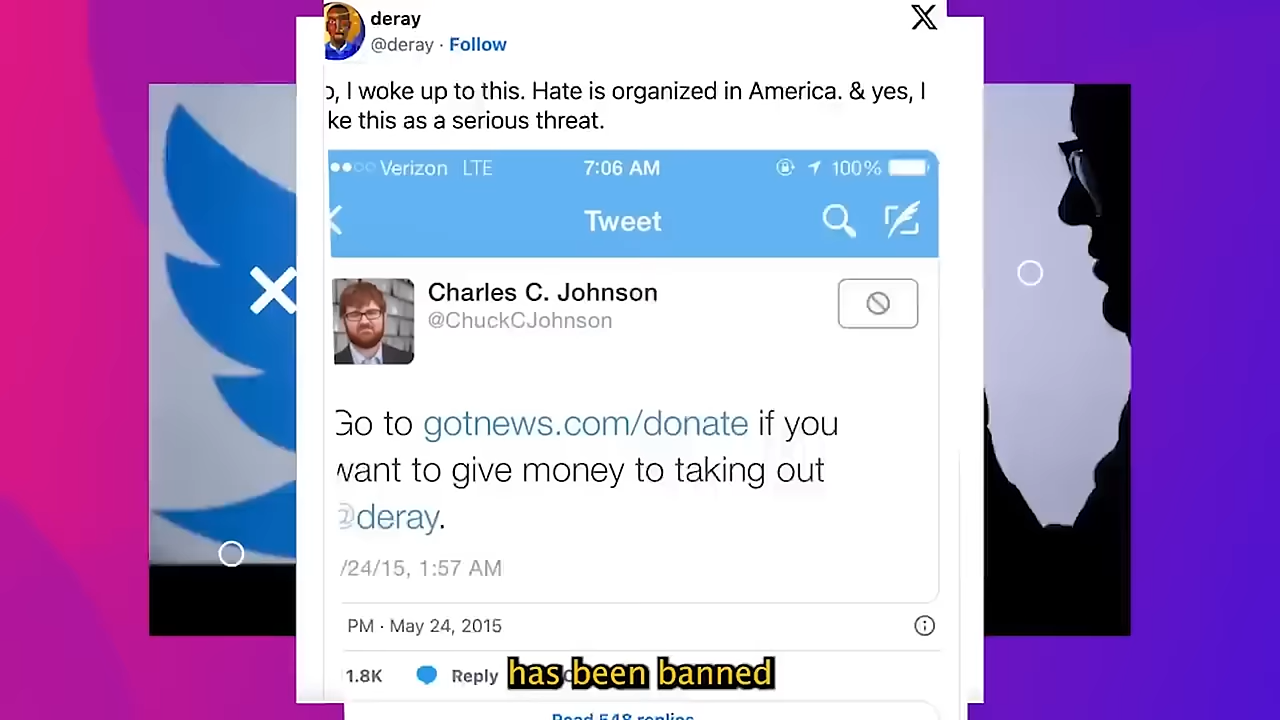 deray
@deray · Follow
o, I woke up to this. Hate is organized in America. & yes, I
ke this as a serious threat.
Verizon LTE 7:06 AM 100%
Tweet
Charles C. Johnson
@ChuckCJohnson
Go to gotnews.com/donate if you
want to give money to taking out
@deray.
/24/15, 1:57 AM
PM · May 24, 2015
1.8K Reply
has been banned
Read 548 replies